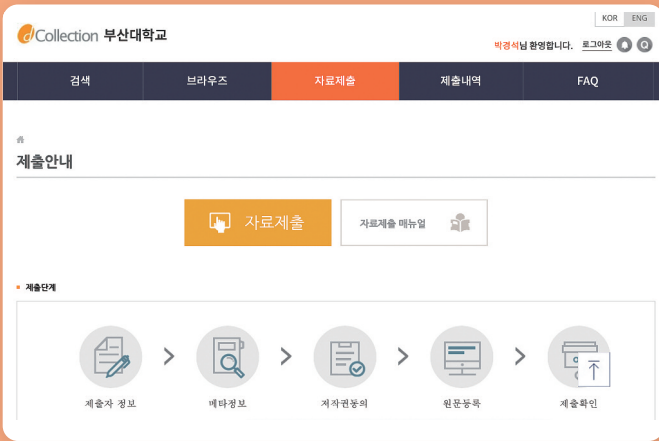 KOR ENG
dCollection 부산대학교
박경석님 환영합니다. 로그아웃 Q
검색 브라우즈 자료제출 제출내역 FAQ
제출안내
자료제출 자료제출 매뉴얼
제출단계
제출자 정보 > 메타정보 > 저작권동의 > 원문등록 > 제출확인